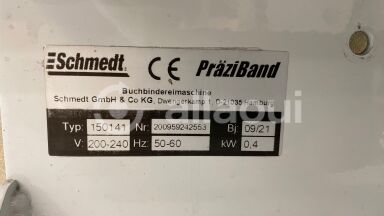 Schmedt CE PräziBand
Buchbindereimaschine
Schmedt GmbH & Co KG, Dwengerkamp 1, D-21035 Hamburg
alfaoui
Typ: 150141 Nr: 200959242553 Bj: 09/21
V: 200-240 Hz: 50-60 kW: 0,4